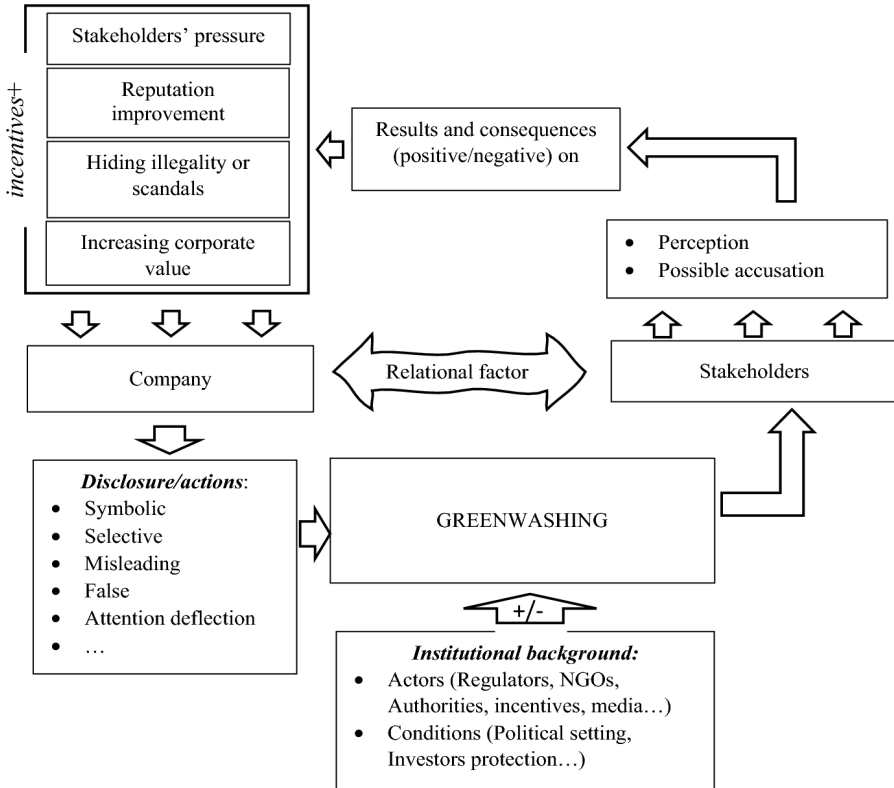 incentives+
Stakeholders’ pressure
Reputation
improvement
Hiding illegality or
scandals
Increasing corporate
value
Results and consequences
(positive/negative) on
• Perception
• Possible accusation
Company
Relational factor
Stakeholders
Disclosure/actions:
• Symbolic
• Selective
• Misleading
• False
• Attention deflection
• …
GREENWASHING
+/-
Institutional background:
• Actors (Regulators, NGOs,
Authorities, incentives, media…)
• Conditions (Political setting,
Investors protection…)